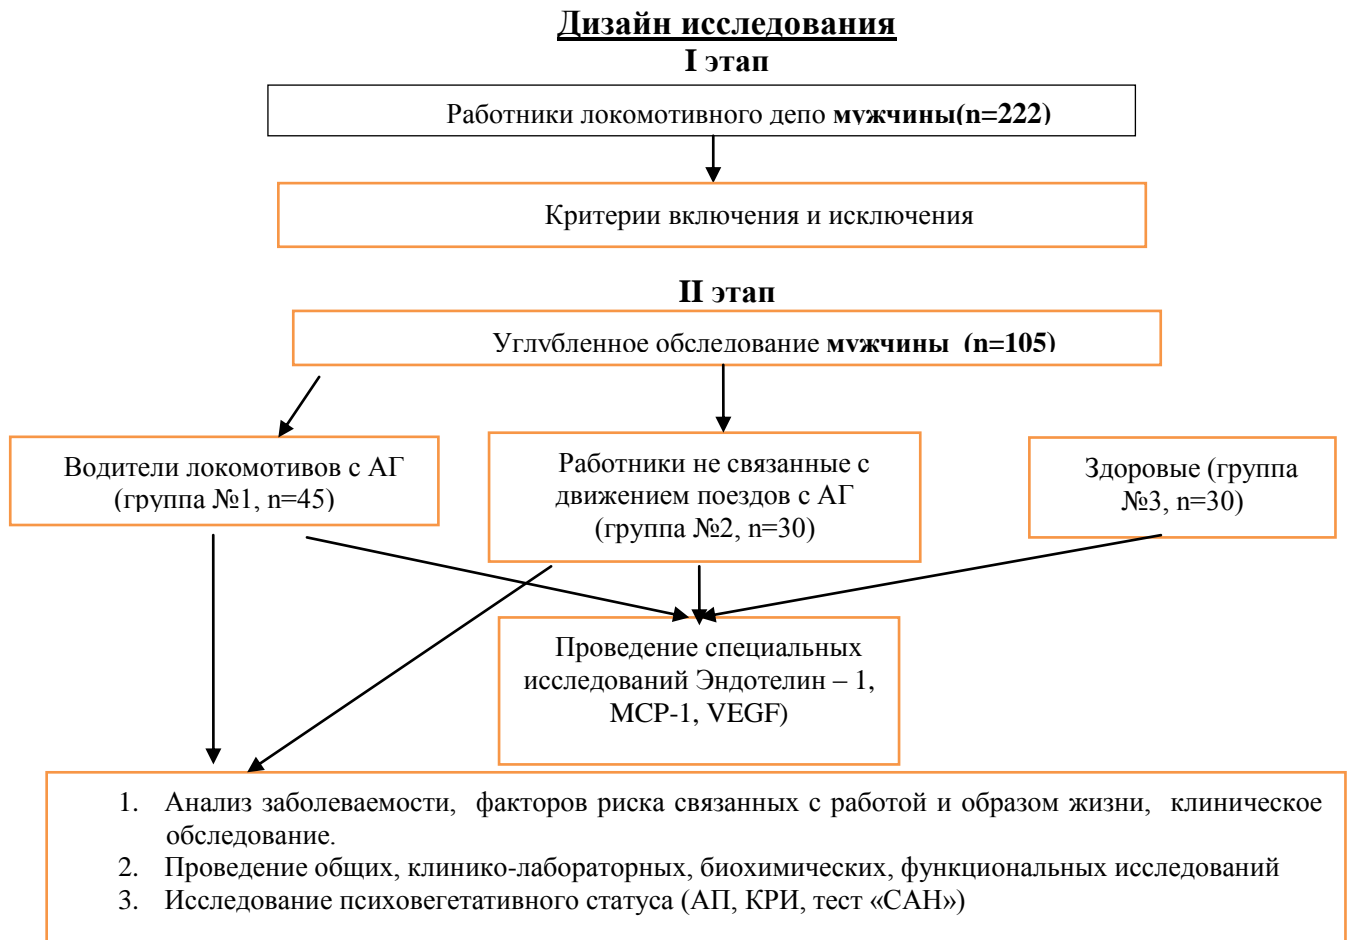 Дизайн исследования
I этап
Работники локомотивного депо мужчины(n=222)
Критерии включения и исключения
II этап
Углубленное обследование мужчины (n=105)
Водители локомотивов с АГ
(группа №1, n=45)
Работники не связанные с
движением поездов с АГ
(группа №2, n=30)
Здоровые (группа
№3, n=30)
Проведение специальных
исследований Эндотелин – 1,
MCP-1, VEGF)
1. Анализ заболеваемости, факторов риска связанных с работой и образом жизни, клиническое
обследование.
2. Проведение общих, клинико-лабораторных, биохимических, функциональных исследований
3. Исследование психовегетативного статуса (АП, КРИ, тест «САН»)